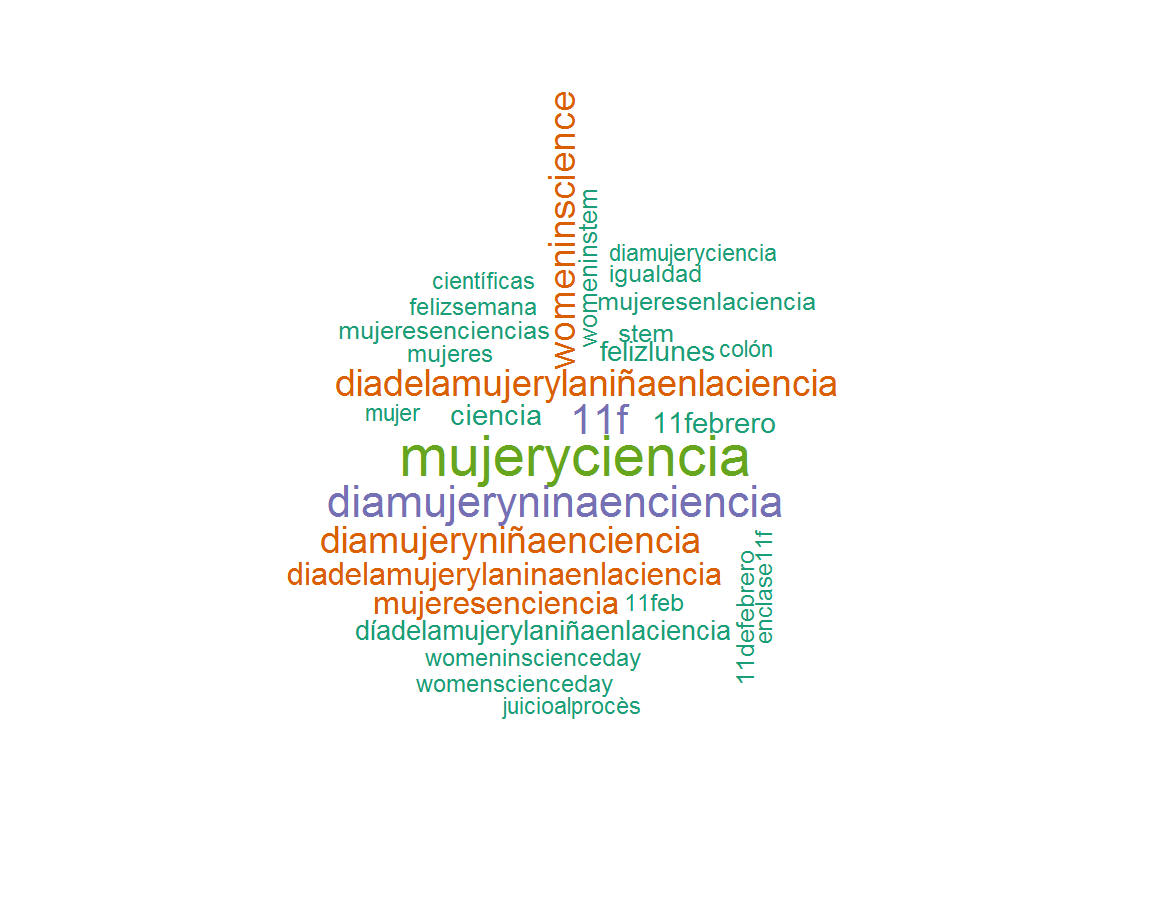 womeninscience
womeninstem
diamujeryciencia
científicas
igualdad
felizsemana
mujeresenlaciencia
mujeresenciencias
stem
mujeres
felizlunes
colón
diadelamujerylaniñaenlaciencia
mujer
ciencia
11f
11febrero
mujeryciencia
diamujeryninaenciencia
diamujeryniñaenciencia
diadelamujerylaninaenlaciencia
mujeresenciencia
11feb
11defebrero
enclase11f
díadelamujerylaniñaenlaciencia
womeninscienceday
womenscienceday
juicioalprocès